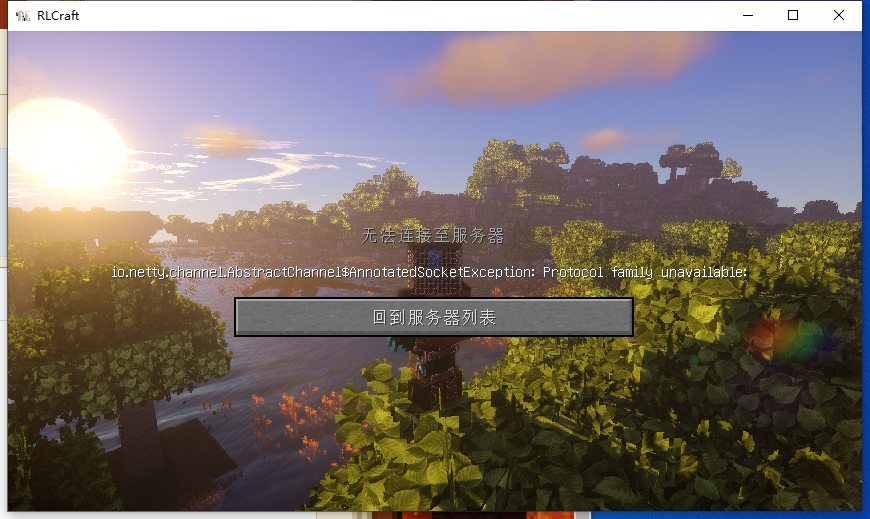 RLCraft
无法连接至服务器
io.netty.channel.AbstractChannel$AnnotatedSocketException: Protocol family unavailable:
回到服务器列表